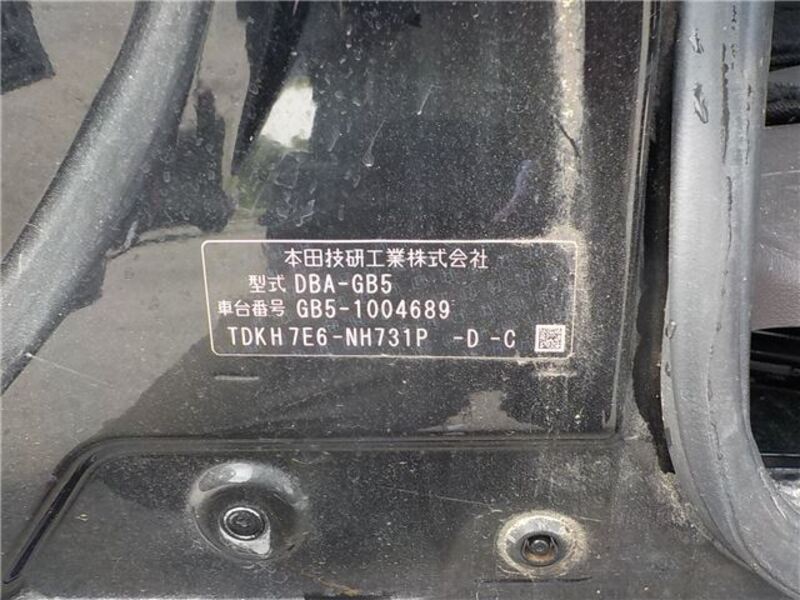 本田技研工業株式会社
型式 DBA-GB5
車台番号 GB5-1004689
TDKH7E6-NH731P -D -C